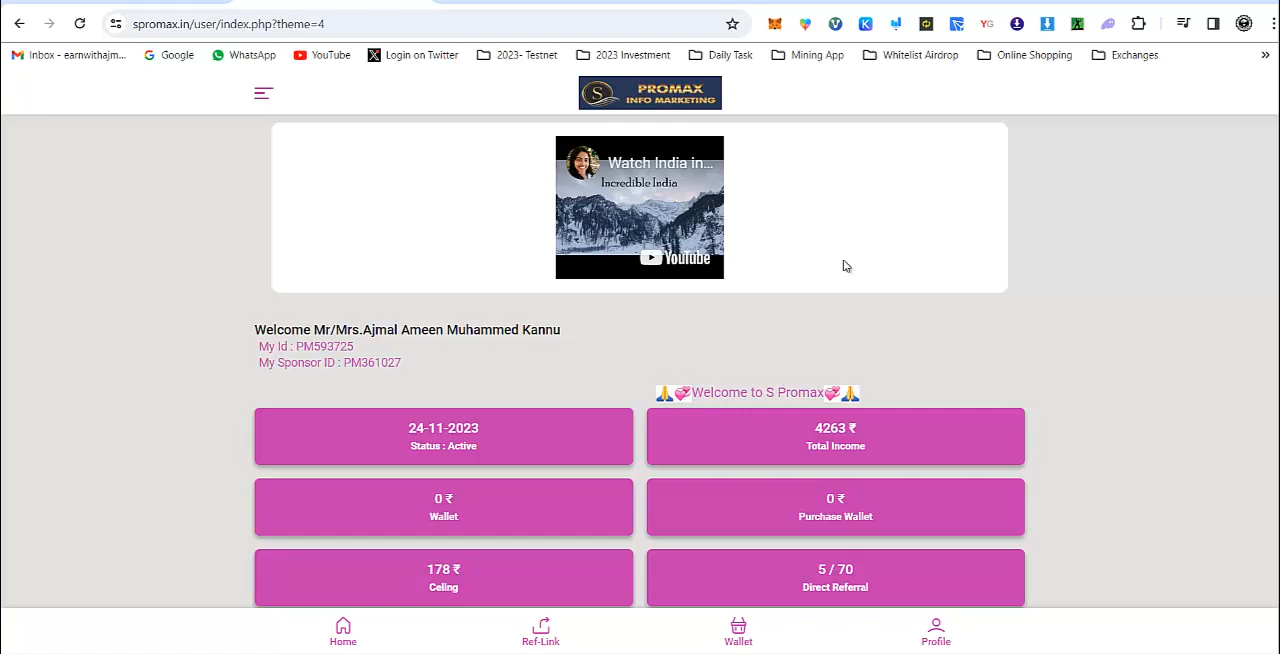 spromax.in/user/index.php?theme=4
YG
Inbox - earnwithajm... Google WhatsApp YouTube Login on Twitter 2023- Testnet 2023 Investment Daily Task Mining App Whitelist Airdrop Online Shopping Exchanges »
S PROMAX
INFO MARKETING
Watch India in...
Incredible India
YouTube
Welcome Mr/Mrs.Ajmal Ameen Muhammed Kannu
My Id : PM593725
My Sponsor ID : PM361027
🙏💞Welcome to S Promax💞🙏
24-11-2023
Status : Active
4263 ₹
Total Income
0 ₹
Wallet
0 ₹
Purchase Wallet
178 ₹
Celing
5 / 70
Direct Referral
Home Ref-Link Wallet Profile